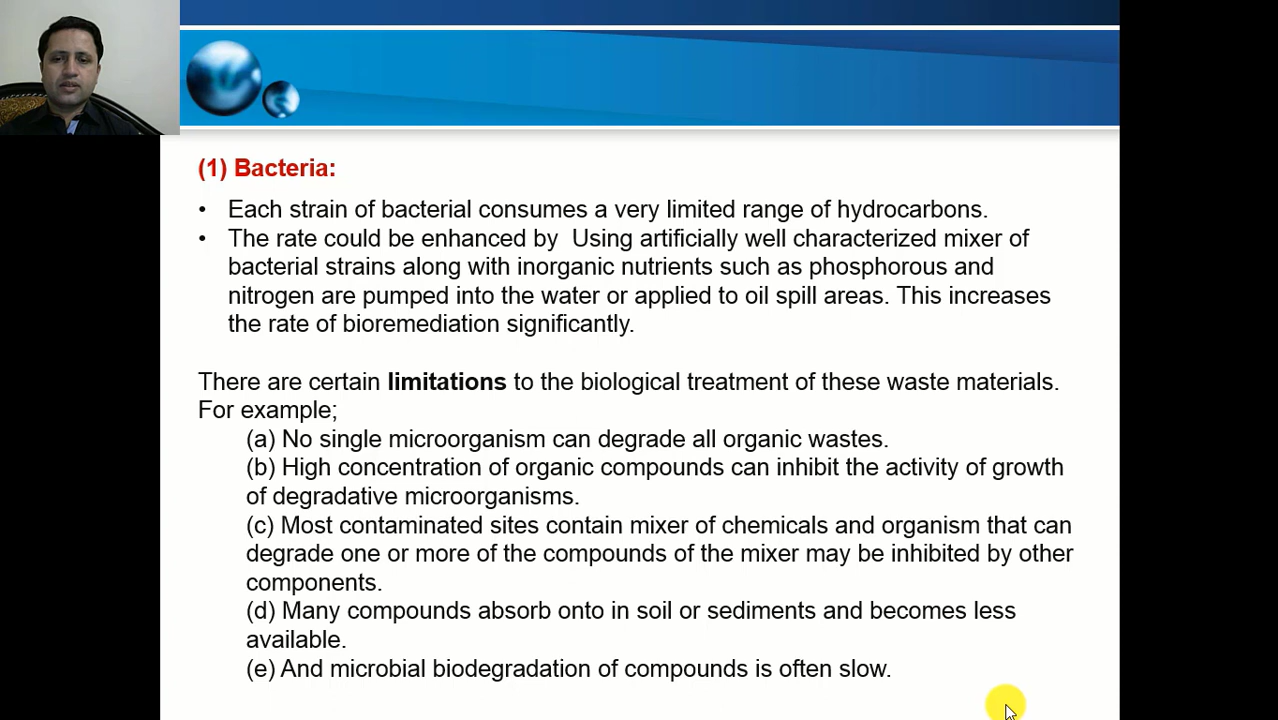 (1) Bacteria:
• Each strain of bacterial consumes a very limited range of hydrocarbons.
• The rate could be enhanced by  Using artificially well characterized mixer of
bacterial strains along with inorganic nutrients such as phosphorous and
nitrogen are pumped into the water or applied to oil spill areas. This increases
the rate of bioremediation significantly.
There are certain limitations to the biological treatment of these waste materials.
For example;
(a) No single microorganism can degrade all organic wastes.
(b) High concentration of organic compounds can inhibit the activity of growth
of degradative microorganisms.
(c) Most contaminated sites contain mixer of chemicals and organism that can
degrade one or more of the compounds of the mixer may be inhibited by other
components.
(d) Many compounds absorb onto in soil or sediments and becomes less
available.
(e) And microbial biodegradation of compounds is often slow.